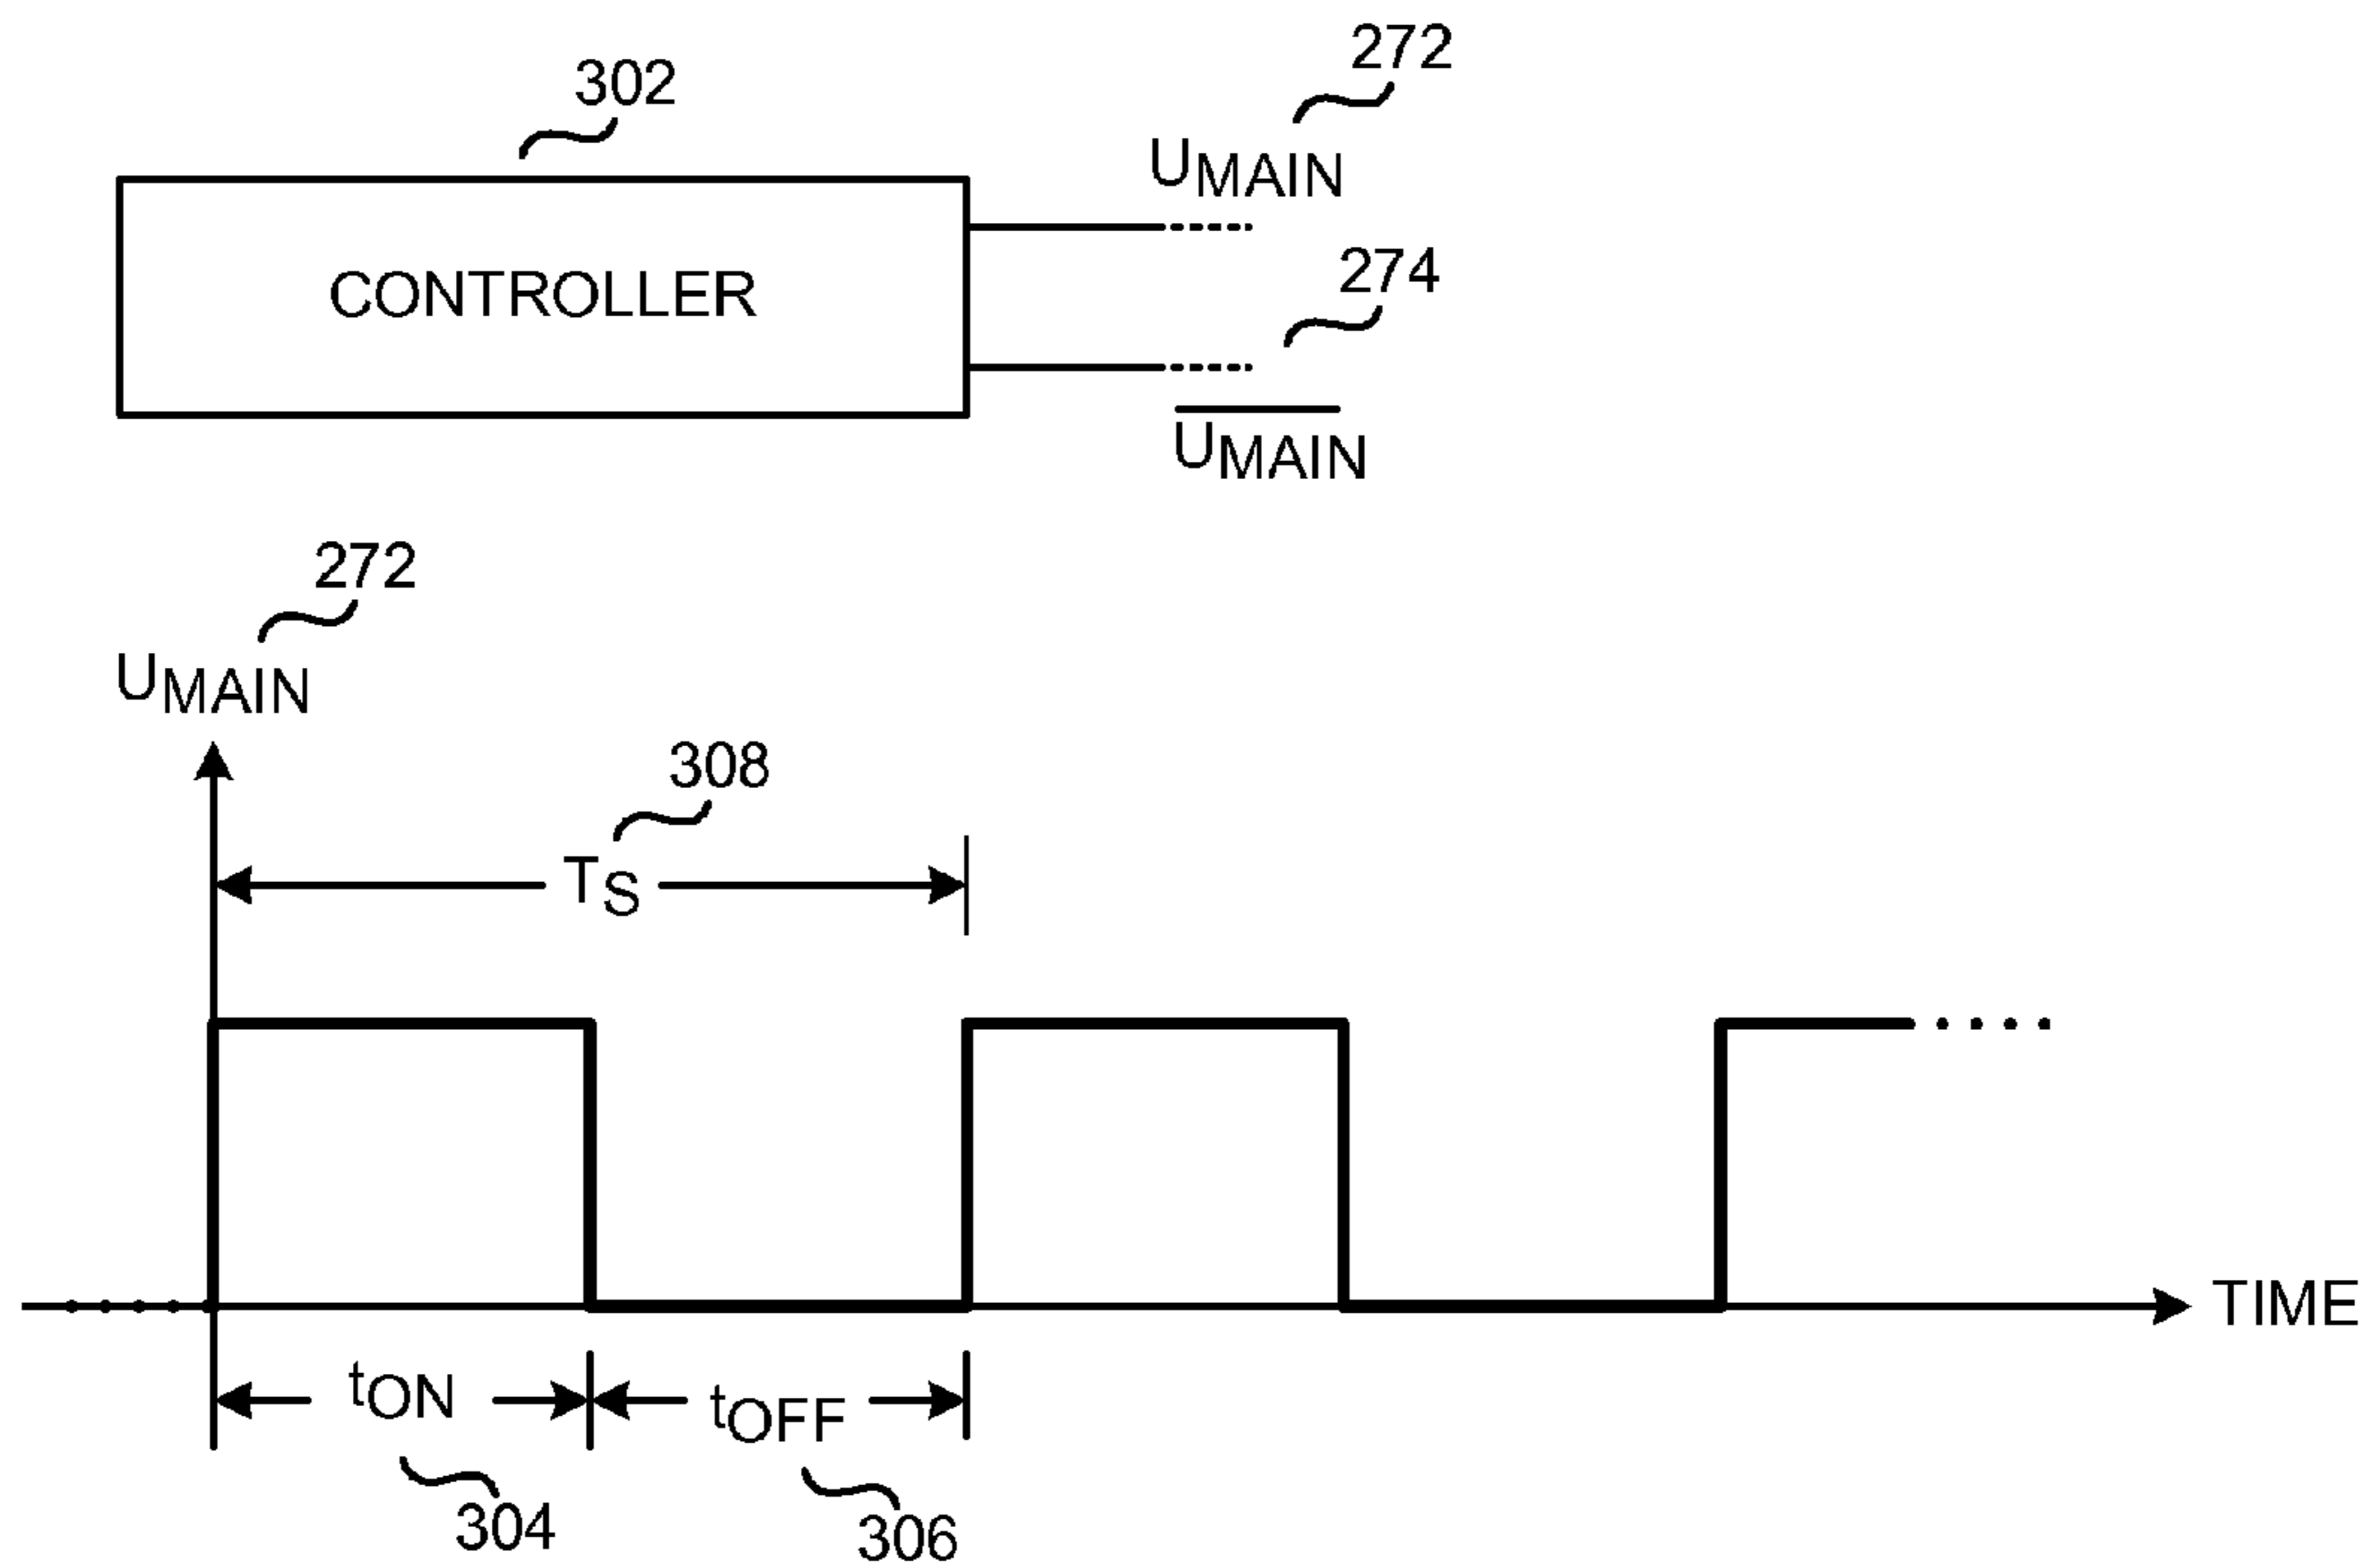 302
272
UMAIN
CONTROLLER
274
UMAIN
272
UMAIN
308
TS
TIME
tON
tOFF
304
306